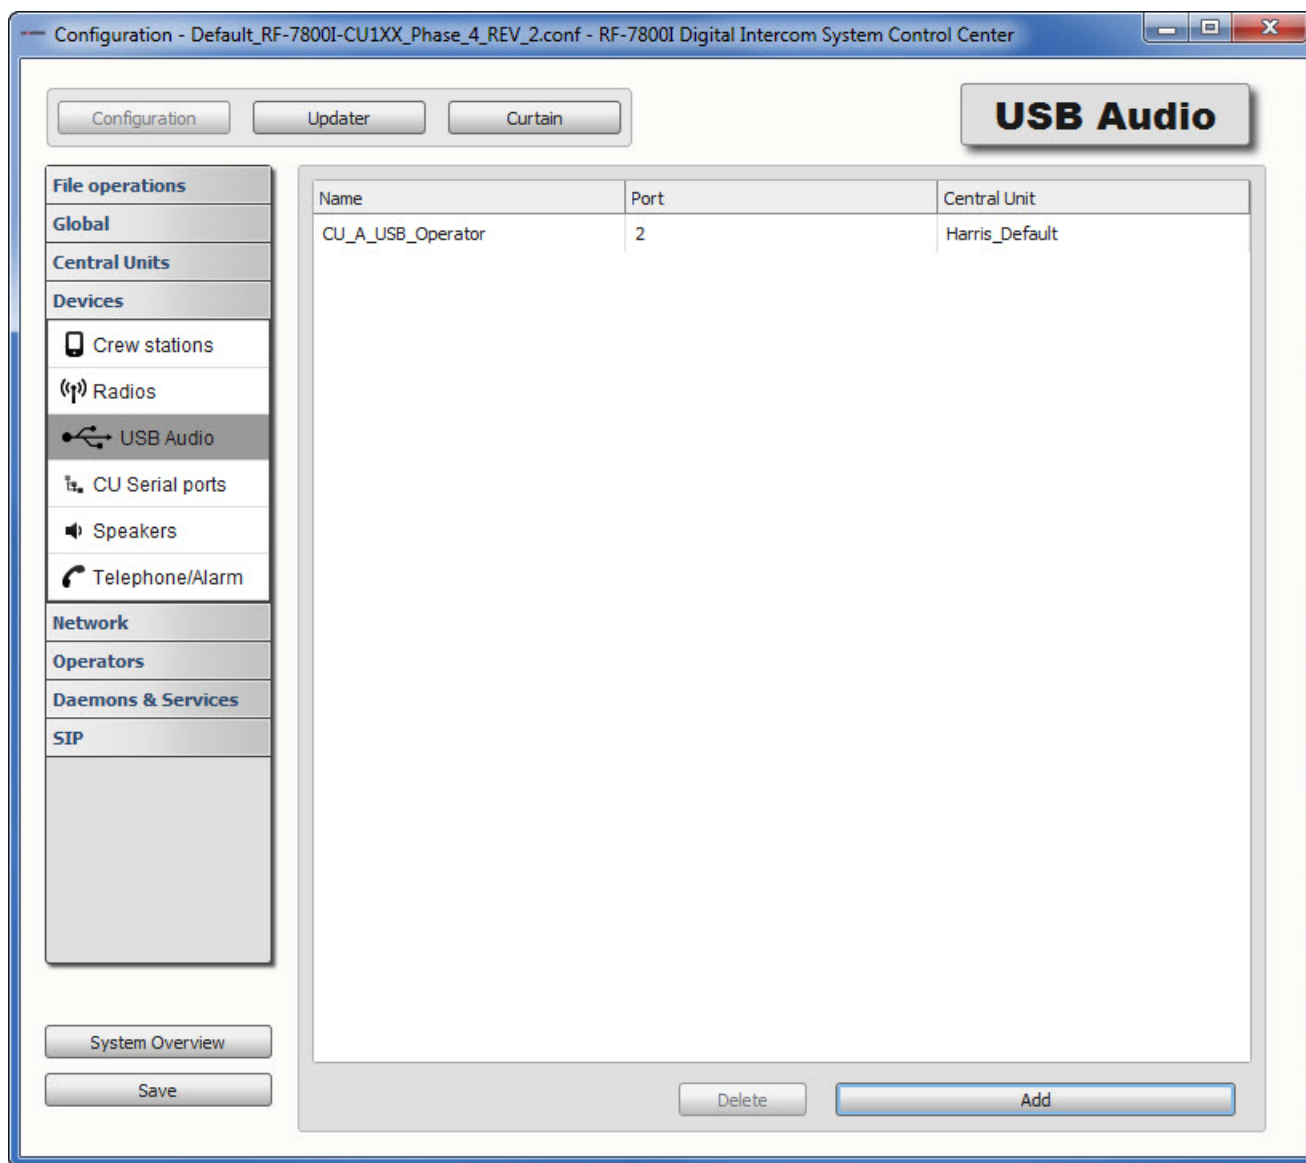 Configuration - Default_RF-7800I-CU1XX_Phase_4_REV_2.conf - RF-7800I Digital Intercom System Control Center
Configuration Updater Curtain
USB Audio
File operations
Global
Central Units
Devices
Crew stations
Radios
USB Audio
CU Serial ports
Speakers
Telephone/Alarm
Network
Operators
Daemons & Services
SIP
System Overview
Save
Name Port Central Unit
CU_A_USB_Operator 2 Harris_Default
Delete Add